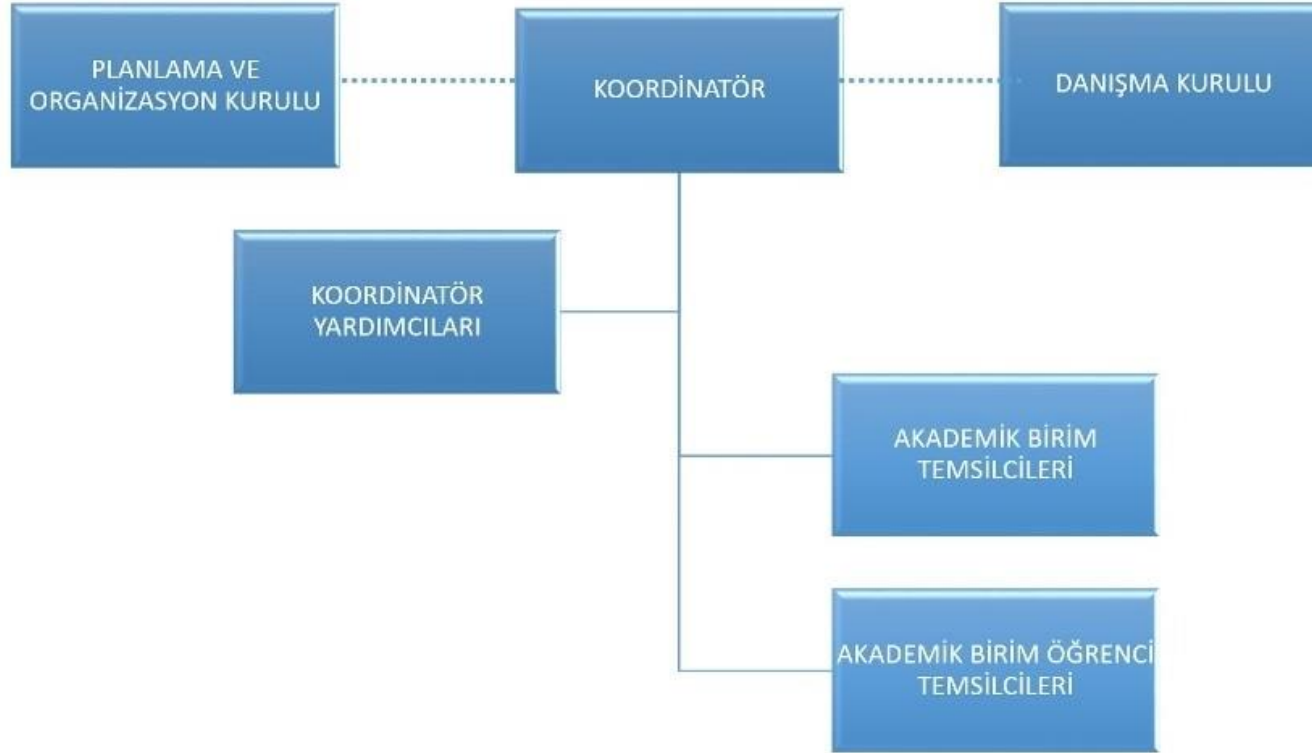 PLANLAMA VE
ORGANİZASYON KURULU
KOORDİNATÖR
DANIŞMA KURULU
KOORDİNATÖR
YARDIMCILARI
AKADEMİK BİRİM
TEMSİLCİLERİ
AKADEMİK BİRİM ÖĞRENCİ
TEMSİLCİLERİ